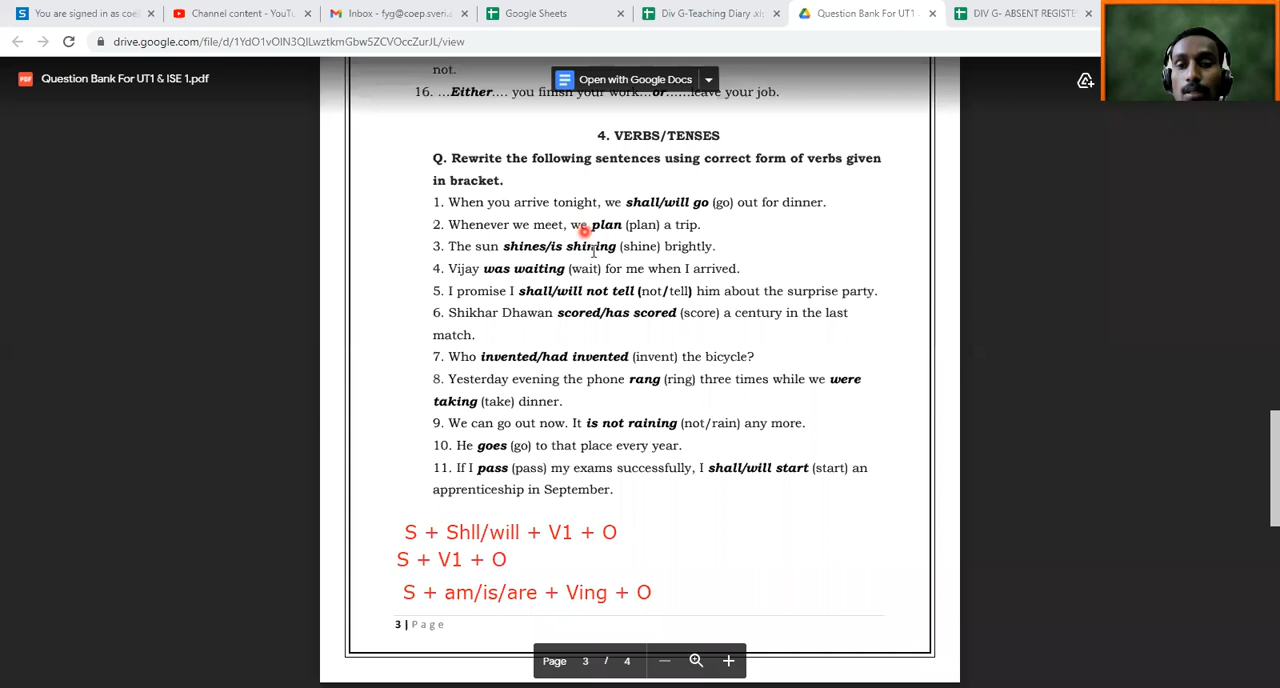 You are signed in as coe
Channel content - YouTu
Inbox - fyg@coep.sveri.
Google Sheets
Div G-Teaching Diary .xl
Question Bank For UT1
DIV G- ABSENT REGISTE
drive.google.com/file/d/1YdO1vOlN3QILwztkmGbw5ZCVOccZurJL/view
Question Bank For UT1 & ISE 1.pdf
Open with Google Docs
not.
16. ...Either.... you finish your work...or......leave your job.
4. VERBS/TENSES
Q. Rewrite the following sentences using correct form of verbs given
in bracket.
1. When you arrive tonight, we shall/will go (go) out for dinner.
2. Whenever we meet, we plan (plan) a trip.
3. The sun shines/is shining (shine) brightly.
4. Vijay was waiting (wait) for me when I arrived.
5. I promise I shall/will not tell (not/tell) him about the surprise party.
6. Shikhar Dhawan scored/has scored (score) a century in the last
match.
7. Who invented/had invented (invent) the bicycle?
8. Yesterday evening the phone rang (ring) three times while we were
taking (take) dinner.
9. We can go out now. It is not raining (not/rain) any more.
10. He goes (go) to that place every year.
11. If I pass (pass) my exams successfully, I shall/will start (start) an
apprenticeship in September.
S + Shll/will + V1 + O
S + V1 + O
S + am/is/are + Ving + O
3 | Page
Page 3 / 4